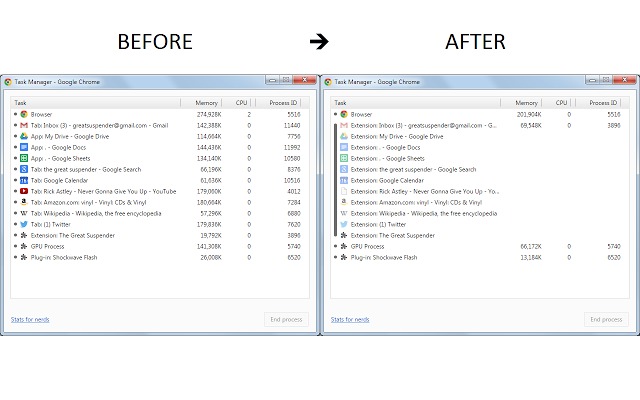 BEFORE → AFTER
Task Manager - Google Chrome
Task Memory CPU Process ID
Browser 274,928K 2 5516
Tab: Inbox (3) - greatsuspender@gmail.com - Gmail 142,388K 0 11440
App: My Drive - Google Drive 114,664K 0 7756
App: . - Google Docs 144,436K 0 11992
App: . - Google Sheets 134,140K 0 10580
Tab: the great suspender - Google Search 66,196K 0 8376
Tab: Google Calendar 61,636K 0 10516
Tab: Rick Astley - Never Gonna Give You Up - YouTube 179,060K 0 4012
Tab: Amazon.com: vinyl - Vinyl: CDs & Vinyl 180,664K 0 7284
Tab: Wikipedia - Wikipedia, the free encyclopedia 57,296K 0 6880
Tab: (1) Twitter 179,836K 0 7620
Extension: The Great Suspender 19,792K 0 3896
GPU Process 141,308K 0 5740
Plug-in: Shockwave Flash 26,008K 0 6520
Stats for nerds End process
Task Manager - Google Chrome
Task Memory CPU Process ID
Browser 201,904K 0 5516
Extension: Inbox (3) - greatsuspender@gmail.com - G... 69,548K 0 3896
Extension: My Drive - Google Drive
Extension: . - Google Docs
Extension: . - Google Sheets
Extension: the great suspender - Google Search
Extension: Google Calendar
Extension: Rick Astley - Never Gonna Give You Up - Yo...
Extension: Amazon.com: vinyl - Vinyl: CDs & Vinyl
Extension: Wikipedia - Wikipedia, the free encyclopedia
Extension: (1) Twitter
Extension: The Great Suspender
GPU Process 66,172K 0 5740
Plug-in: Shockwave Flash 13,184K 0 6520
Stats for nerds End process